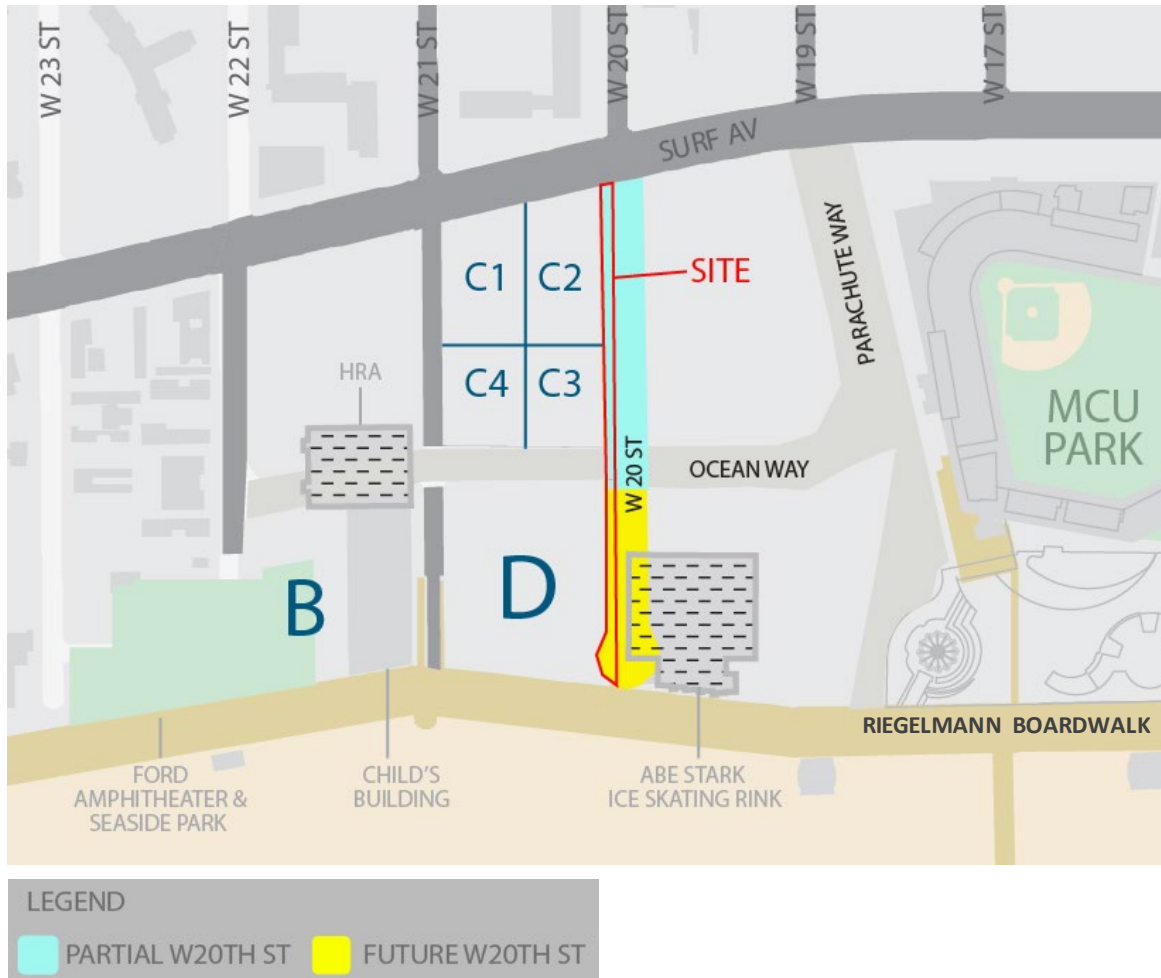 W 23 ST
W 22 ST
W 21 ST
W 20 ST
W 19 ST
W 17 ST
SURF AV
C1
C2
SITE
PARACHUTE WAY
HRA
C4
C3
MCU
PARK
W 20 ST
OCEAN WAY
B
D
RIEGELMANN BOARDWALK
FORD
AMPHITHEATER &
SEASIDE PARK
CHILD'S
BUILDING
ABE STARK
ICE SKATING RINK
LEGEND
PARTIAL W20TH ST
FUTURE W20TH ST